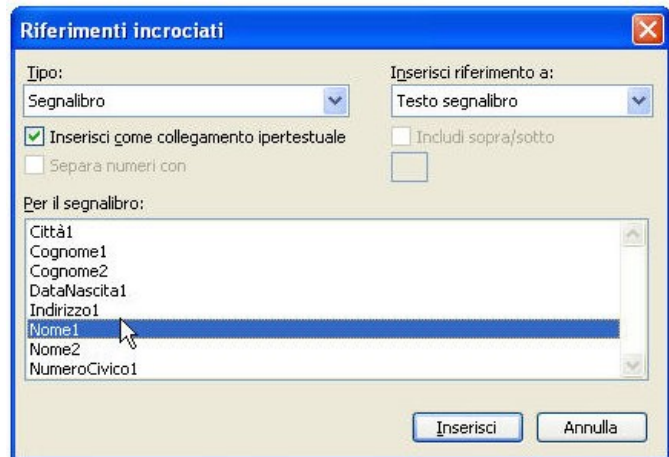 Riferimenti incrociati
Tipo:
Inserisci riferimento a:
Segnalibro
Testo segnalibro
Inserisci come collegamento ipertestuale
Includi sopra/sotto
Separa numeri con
Per il segnalibro:
Città1
Cognome1
Cognome2
DataNascita1
Indirizzo1
Nome1
Nome2
NumeroCivico1
Inserisci
Annulla